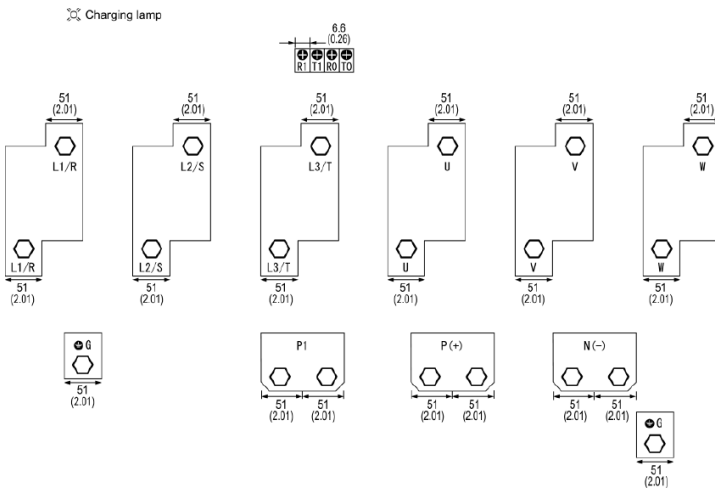 Charging lamp
6.6
(0.26)
R1 T1 R0 T0
51 51 51 51 51 51
(2.01) (2.01) (2.01) (2.01) (2.01) (2.01)
L1/R L2/S L3/T U V W
L1/R L2/S L3/T U V W
51 51 51 51 51 51
(2.01) (2.01) (2.01) (2.01) (2.01) (2.01)
G P1 P(+) N(-)
51 51 51 51 51 51 51
(2.01) (2.01) (2.01) (2.01) (2.01) (2.01) (2.01)
G
51
(2.01)